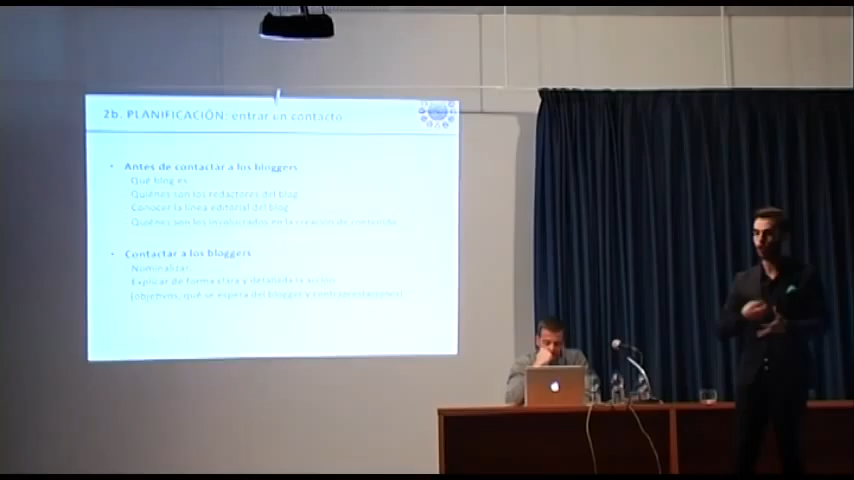 2b. PLANIFICACIÓN: entrar en contacto
• Antes de contactar a los bloggers
Qué blog es
Quiénes son los redactores del blog
Conocer la línea editorial del blog
Quiénes son los involucrados en la creación de contenido
• Contactar a los bloggers
Nominalizar
Explicar de forma clara y detallada la acción
(objetivos, qué se espera del blogger y contraprestaciones)